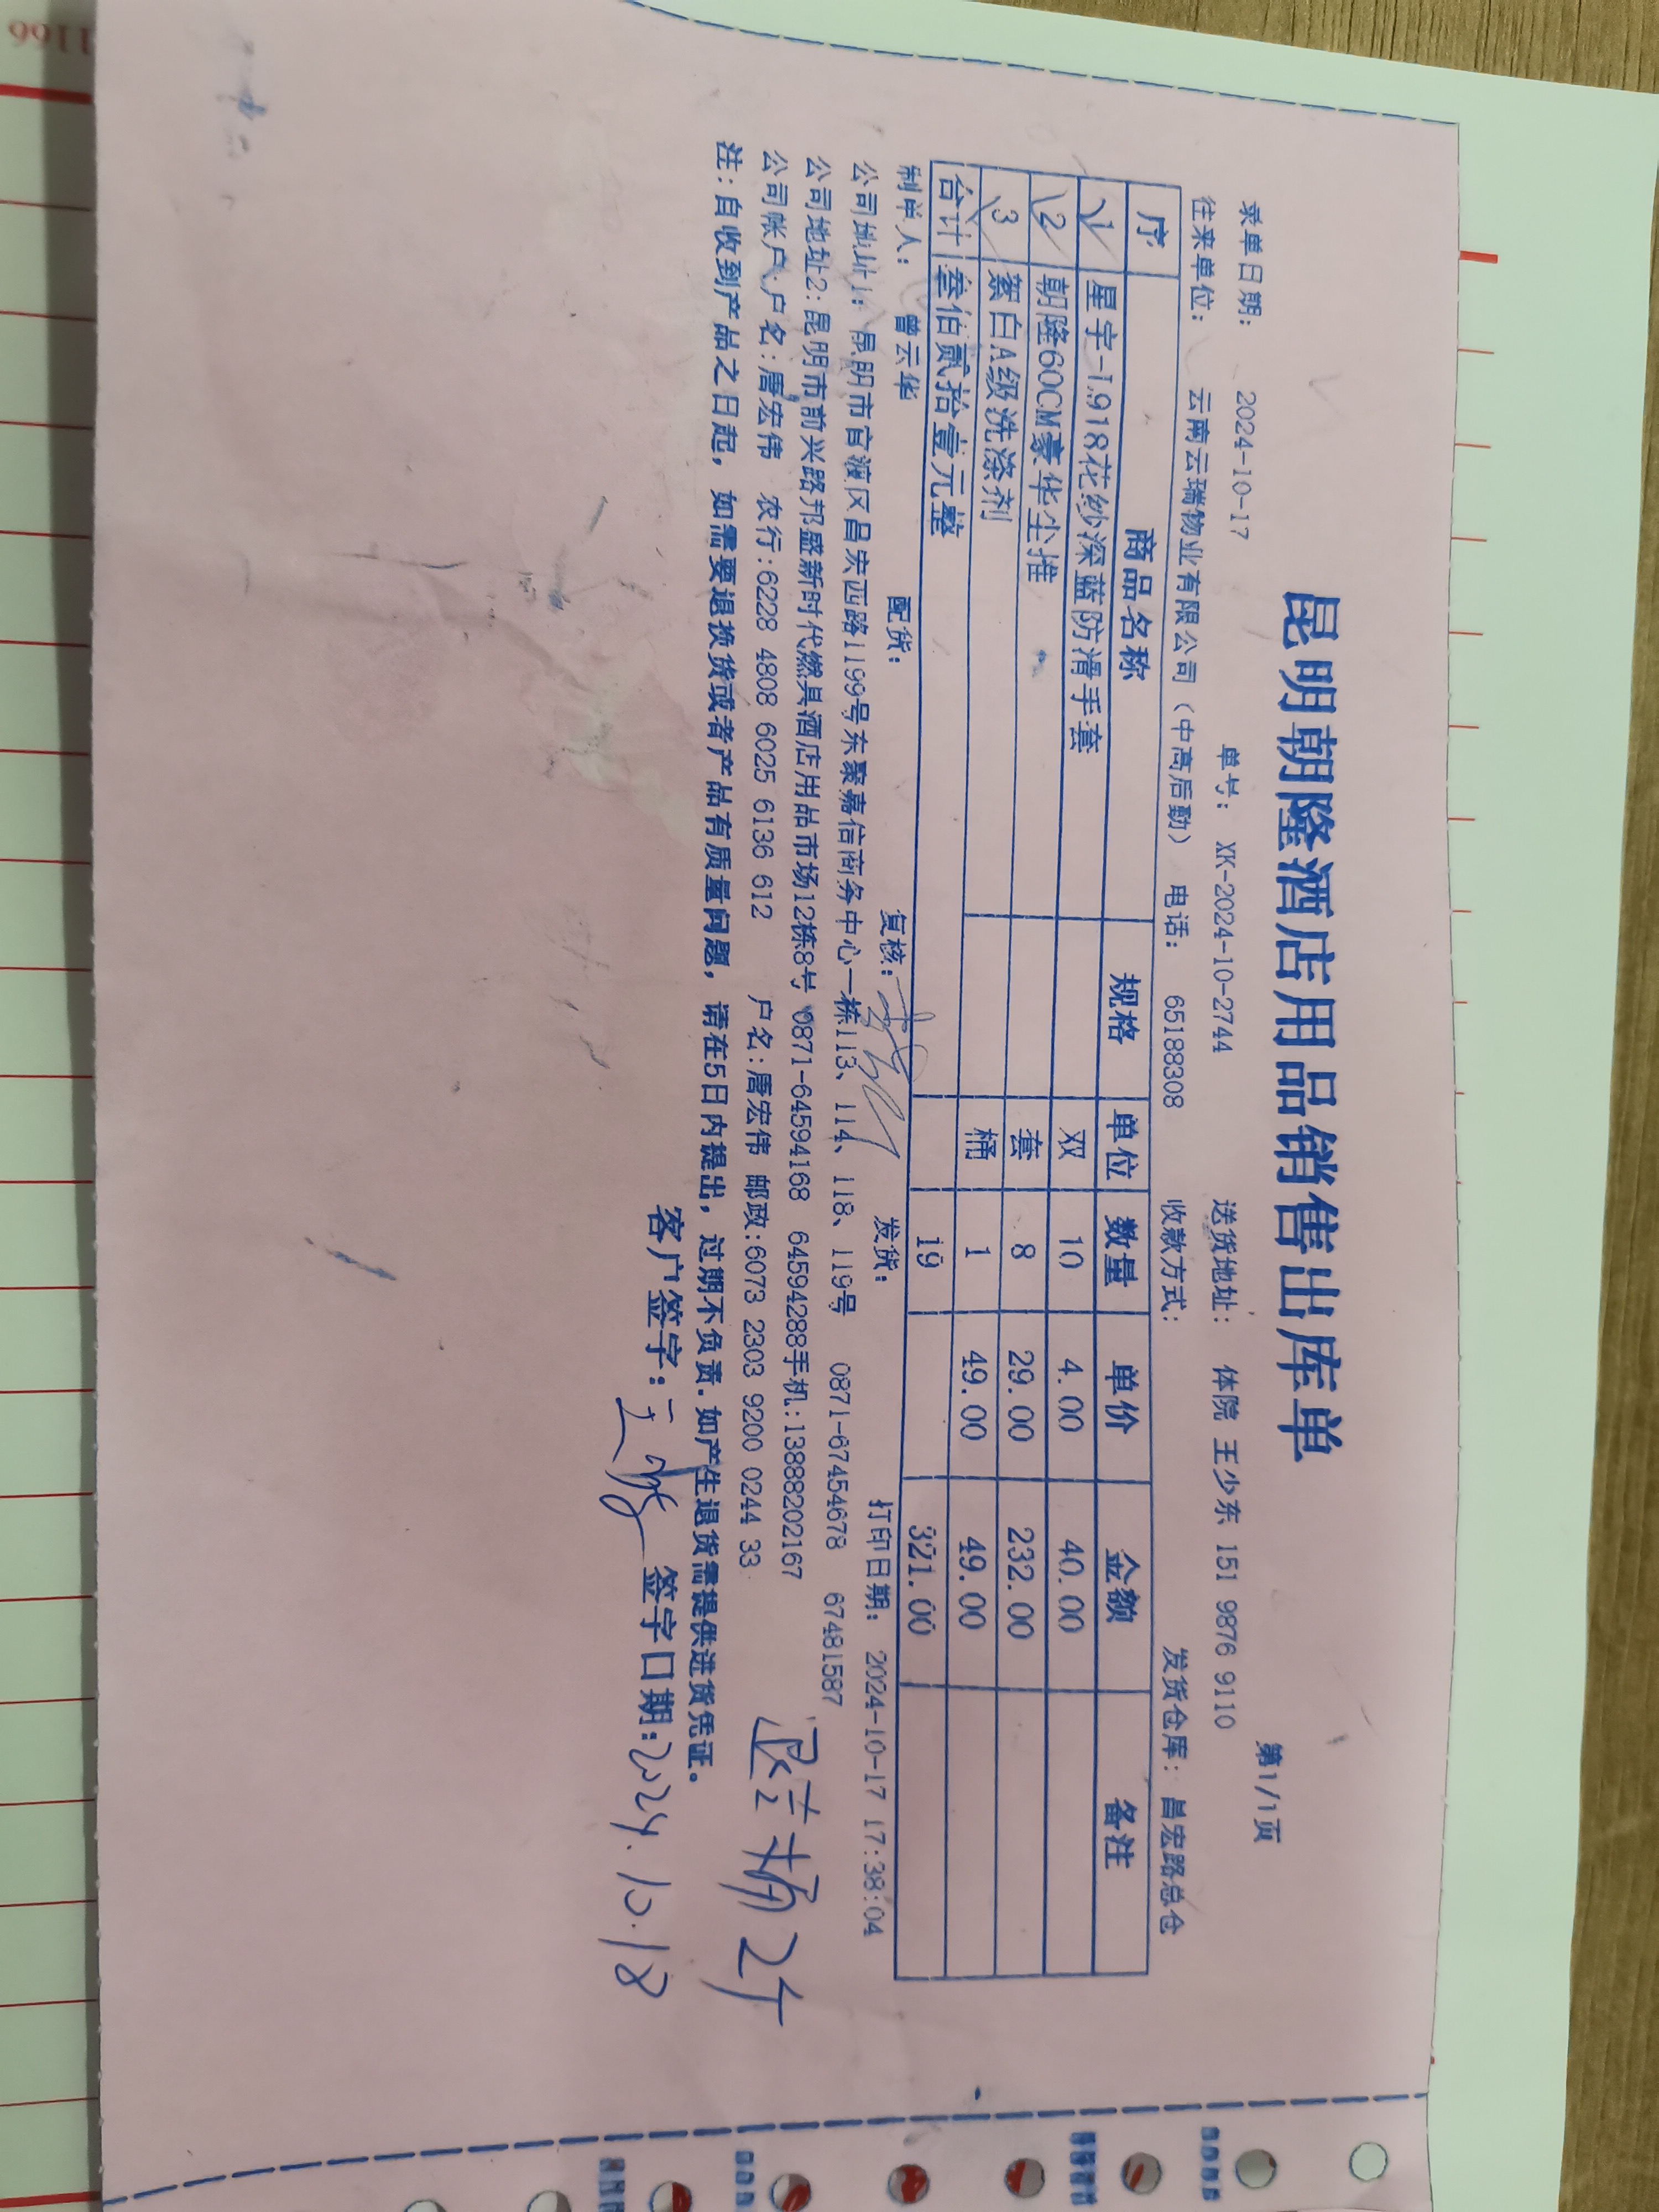 昆明朝隆酒店用品销售出库单
第1/1页
录单日期： 2024-10-17 单号： XK-2024-10-2744 送货地址： 体院 王少东 151 9876 9110
往来单位： 云南云瑞物业有限公司（中高后勤） 电话： 65188308 收款方式： 发货仓库： 昌宏路总仓
序 商品名称 规格 单位 数量 单价 金额 备注
1 星宇-L918花纱深蓝防滑手套 双 10 4.00 40.00
2 朝隆60CM豪华尘推 套 8 29.00 232.00
3 絮白A级洗涤剂 桶 1 49.00 49.00
合计 叁佰贰拾壹元整 19 321.00
制单人： 曾云华 配货： 复核： 发货： 打印日期： 2024-10-17 17:38:04
公司地址1：昆明市官渡区昌宏西路1199号东聚嘉信商务中心一栋113、114、118、119号 0871-67454678 67481587
公司地址2:昆明市前兴路邦盛新时代燃具酒店用品市场12栋8号 0871-64594168 64594288手机:13888202167
公司帐户、户名:唐宏伟 农行:6228 4808 6025 6136 612 户名:唐宏伟 邮政:6073 2303 9200 0244 33
注:自收到产品之日起，如需要退换货或者产品有质量问题，请在5日内提出，过期不负责.如产生退货需提供进货凭证。
客户签字: 签字日期:2024.10.18